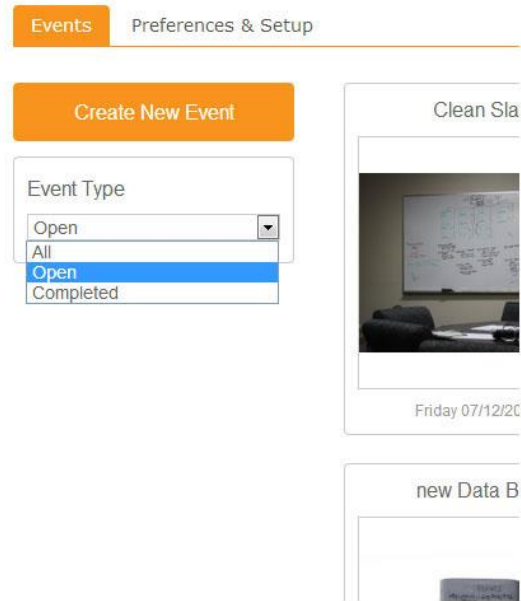 Events Preferences & Setup
Create New Event
Event Type
Open
All
Open
Completed
Clean Sla
Friday 07/12/20
new Data B